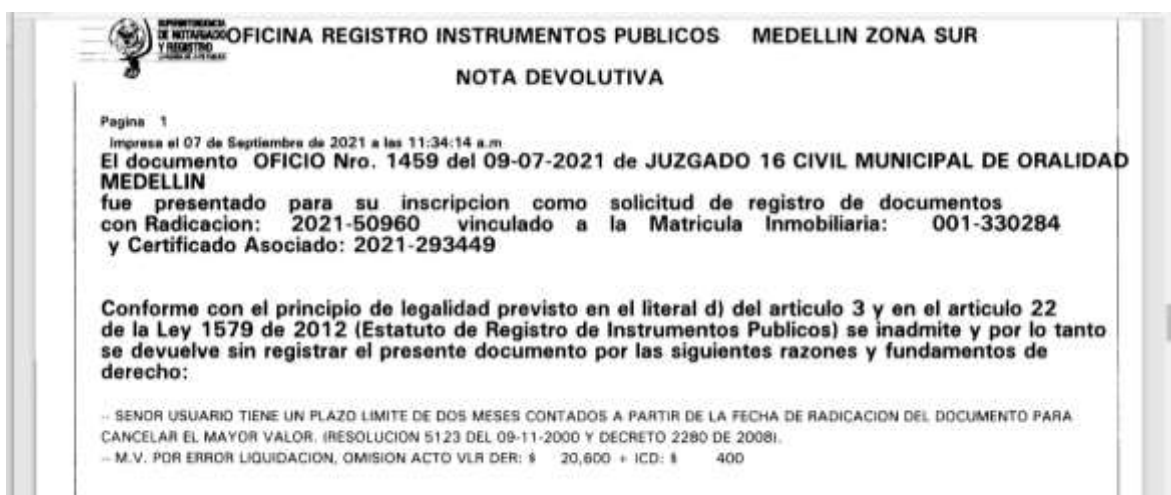 SUPERINTENDENCIA
DE NOTARIADO
Y REGISTRO
OFICINA REGISTRO INSTRUMENTOS PUBLICOS MEDELLIN ZONA SUR
NOTA DEVOLUTIVA
Pagina 1
Impresa el 07 de Septiembre de 2021 a las 11:34:14 a.m
El documento OFICIO Nro. 1459 del 09-07-2021 de JUZGADO 16 CIVIL MUNICIPAL DE ORALIDAD
MEDELLIN
fue presentado para su inscripcion como solicitud de registro de documentos
con Radicacion: 2021-50960 vinculado a la Matricula Inmobiliaria: 001-330284
y Certificado Asociado: 2021-293449
Conforme con el principio de legalidad previsto en el literal d) del articulo 3 y en el articulo 22
de la Ley 1579 de 2012 (Estatuto de Registro de Instrumentos Publicos) se inadmite y por lo tanto
se devuelve sin registrar el presente documento por las siguientes razones y fundamentos de
derecho:
-- SENOR USUARIO TIENE UN PLAZO LIMITE DE DOS MESES CONTADOS A PARTIR DE LA FECHA DE RADICACION DEL DOCUMENTO PARA
CANCELAR EL MAYOR VALOR. (RESOLUCION 5123 DEL 09-11-2000 Y DECRETO 2280 DE 2008).
-- M.V. POR ERROR LIQUIDACION, OMISION ACTO VLR DER: $ 20,600 + ICD: $ 400